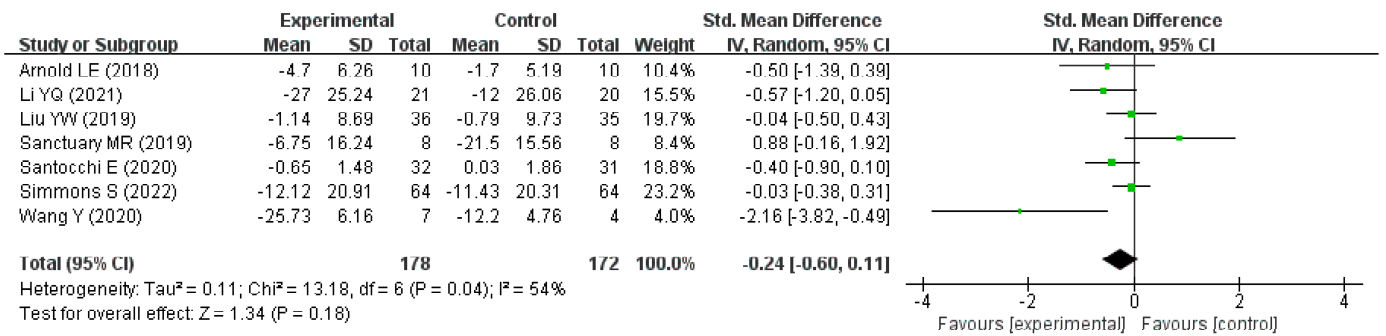 Experimental Control Std. Mean Difference Std. Mean Difference
Study or Subgroup Mean SD Total Mean SD Total Weight IV, Random, 95% CI IV, Random, 95% CI
Arnold LE (2018) -4.7 6.26 10 -1.7 5.19 10 10.4% -0.50 [-1.39, 0.39]
Li YQ (2021) -27 25.24 21 -12 26.06 20 15.5% -0.57 [-1.20, 0.05]
Liu YW (2019) -1.14 8.69 36 -0.79 9.73 35 19.7% -0.04 [-0.50, 0.43]
Sanctuary MR (2019) -6.75 16.24 8 -21.5 15.56 8 8.4% 0.88 [-0.16, 1.92]
Santocchi E (2020) -0.65 1.48 32 0.03 1.86 31 18.8% -0.40 [-0.90, 0.10]
Simmons S (2022) -12.12 20.91 64 -11.43 20.31 64 23.2% -0.03 [-0.38, 0.31]
Wang Y (2020) -25.73 6.16 7 -12.2 4.76 4 4.0% -2.16 [-3.82, -0.49]
Total (95% CI) 178 172 100.0% -0.24 [-0.60, 0.11]
Heterogeneity: Tau² = 0.11; Chi² = 13.18, df = 6 (P = 0.04); I² = 54%
Test for overall effect: Z = 1.34 (P = 0.18)
-4 -2 0 2 4
Favours [experimental] Favours [control]